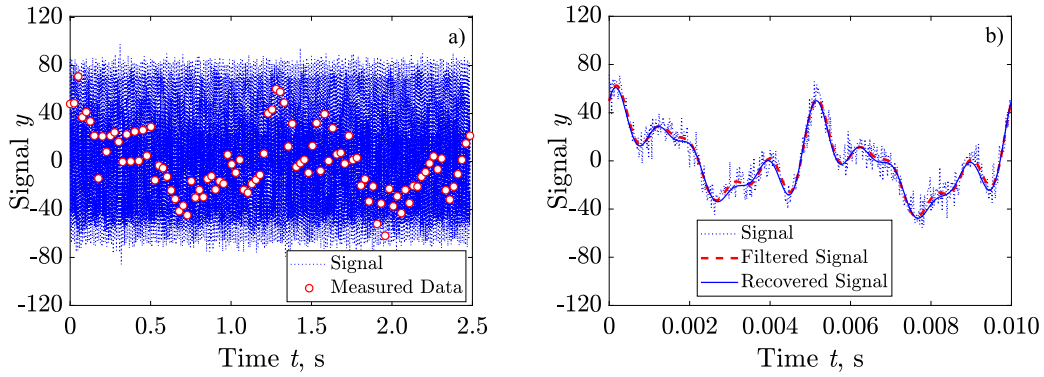 a)
120
80
40
0
-40
-80
-120
Signal y
Signal
Measured Data
0 0.5 1.0 1.5 2.0 2.5
Time t, s
b)
120
80
40
0
-40
-80
-120
Signal y
Signal
Filtered Signal
Recovered Signal
0 0.002 0.004 0.006 0.008 0.010
Time t, s